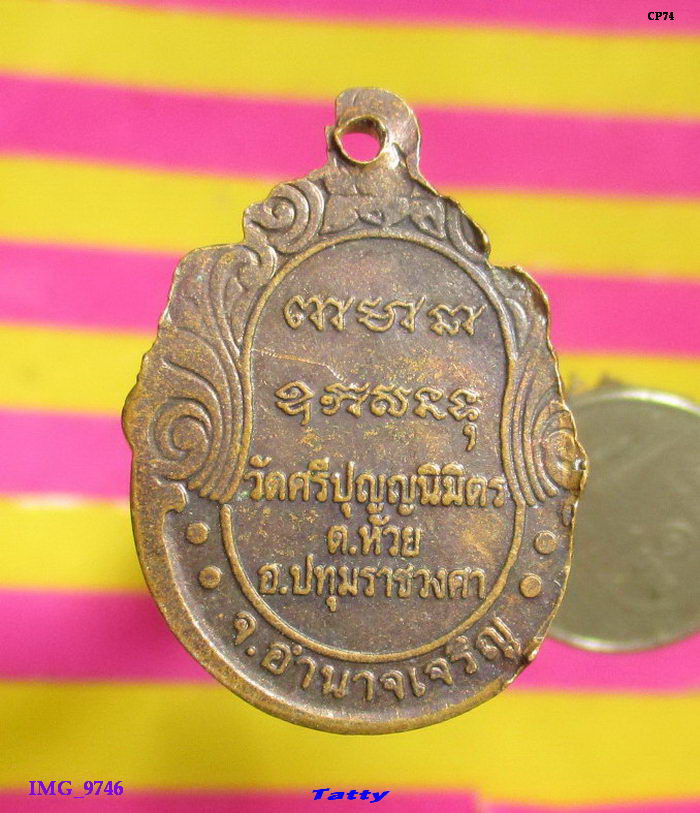 CP74
วัดศรีปุญญนิมิตร
ต.ห้วย
อ.ปทุมราชวงศา
จ.อำนาจเจริญ
IMG_9746
Tatty